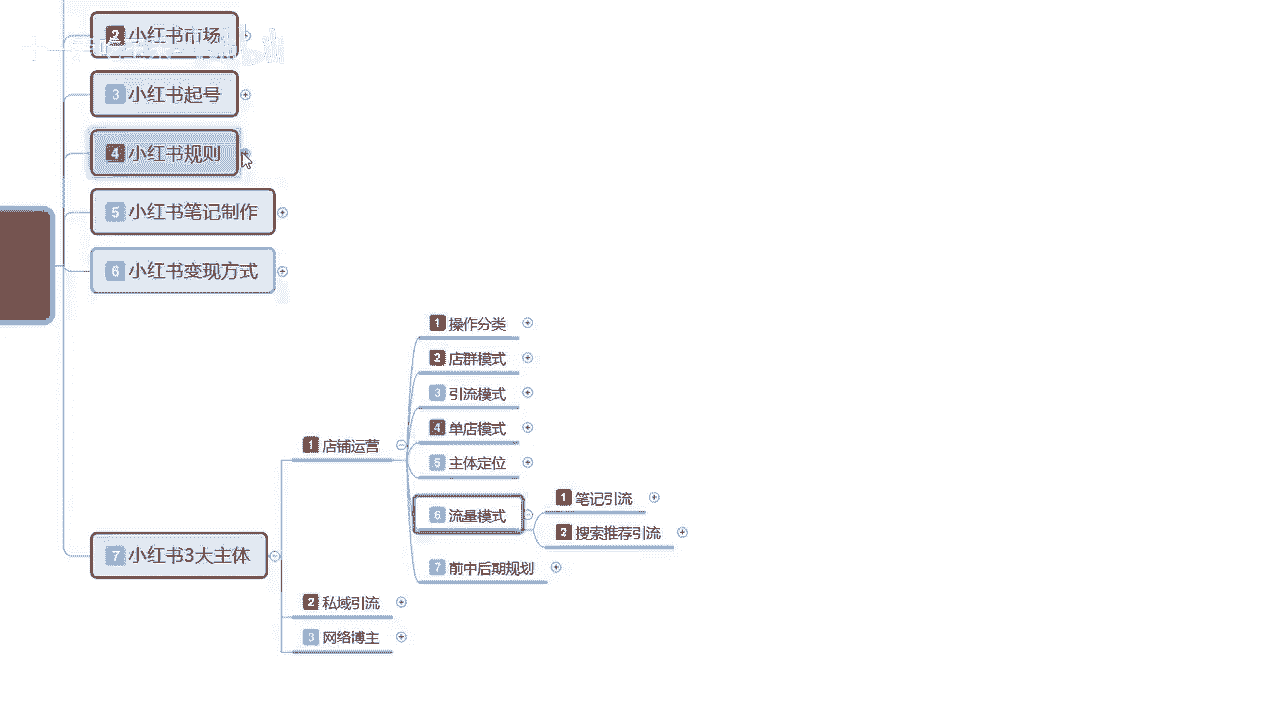 2 小红书市场
3 小红书起号
4 小红书规则
5 小红书笔记制作
6 小红书变现方式
7 小红书3大主体
1 店铺运营
1 操作分类
2 店群模式
3 引流模式
4 单店模式
5 主体定位
6 流量模式
1 笔记引流
2 搜索推荐引流
7 前中后期规划
2 私域引流
3 网络博主